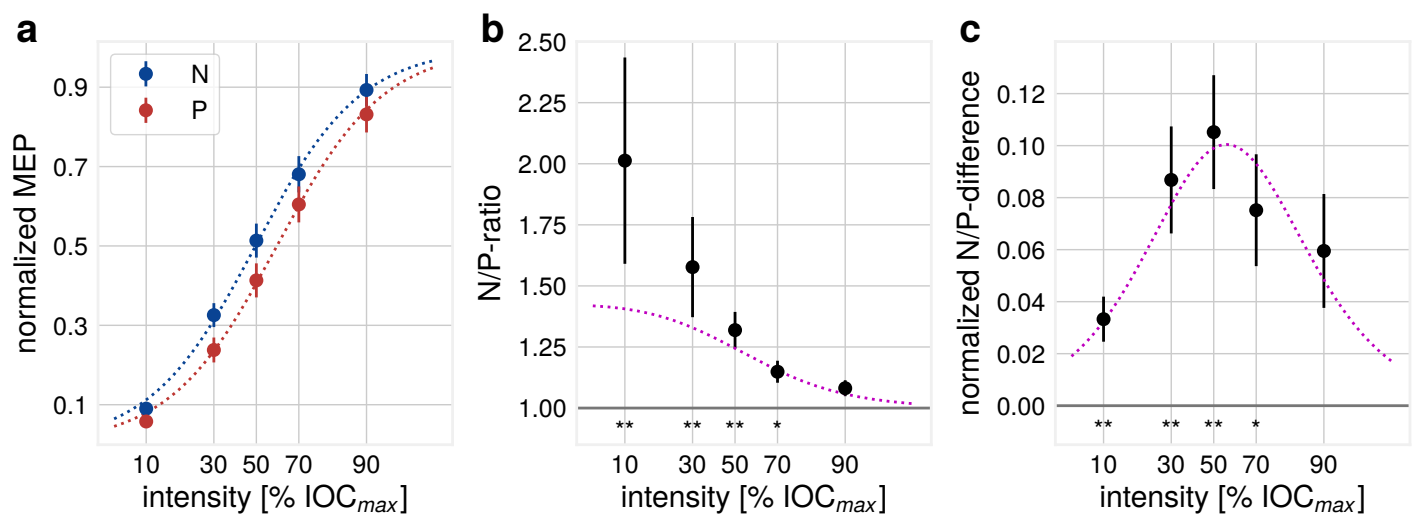 a
normalized MEP
0.9
0.7
0.5
0.3
0.1
N
P
10 30 50 70 90
intensity [% IOCmax]
b
N/P-ratio
2.50
2.25
2.00
1.75
1.50
1.25
1.00
** ** ** *
10 30 50 70 90
intensity [% IOCmax]
c
normalized N/P-difference
0.12
0.10
0.08
0.06
0.04
0.02
0.00
** ** ** *
10 30 50 70 90
intensity [% IOCmax]